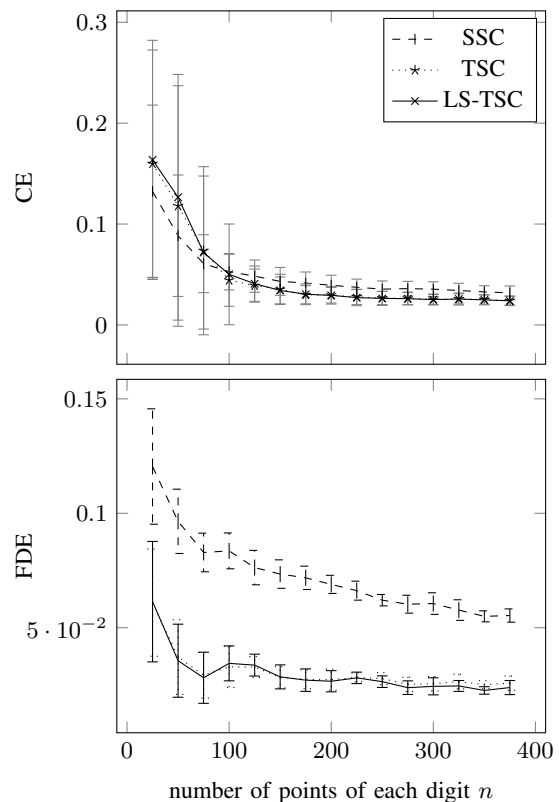 0.3
0.2
0.1
0
CE
SSC
TSC
LS-TSC
0.15
0.1
5 · 10⁻²
FDE
0 100 200 300 400
number of points of each digit n